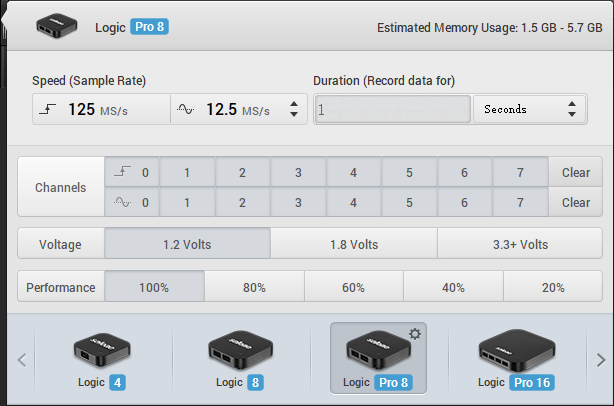 Logic Pro 8 Estimated Memory Usage: 1.5 GB - 5.7 GB
Speed (Sample Rate) Duration (Record data for)
125 MS/s 12.5 MS/s 1 Seconds
Channels
0 1 2 3 4 5 6 7 Clear
0 1 2 3 4 5 6 7 Clear
Voltage 1.2 Volts 1.8 Volts 3.3+ Volts
Performance 100% 80% 60% 40% 20%
saleae saleae saleae saleae
Logic 4 Logic 8 Logic Pro 8 Logic Pro 16